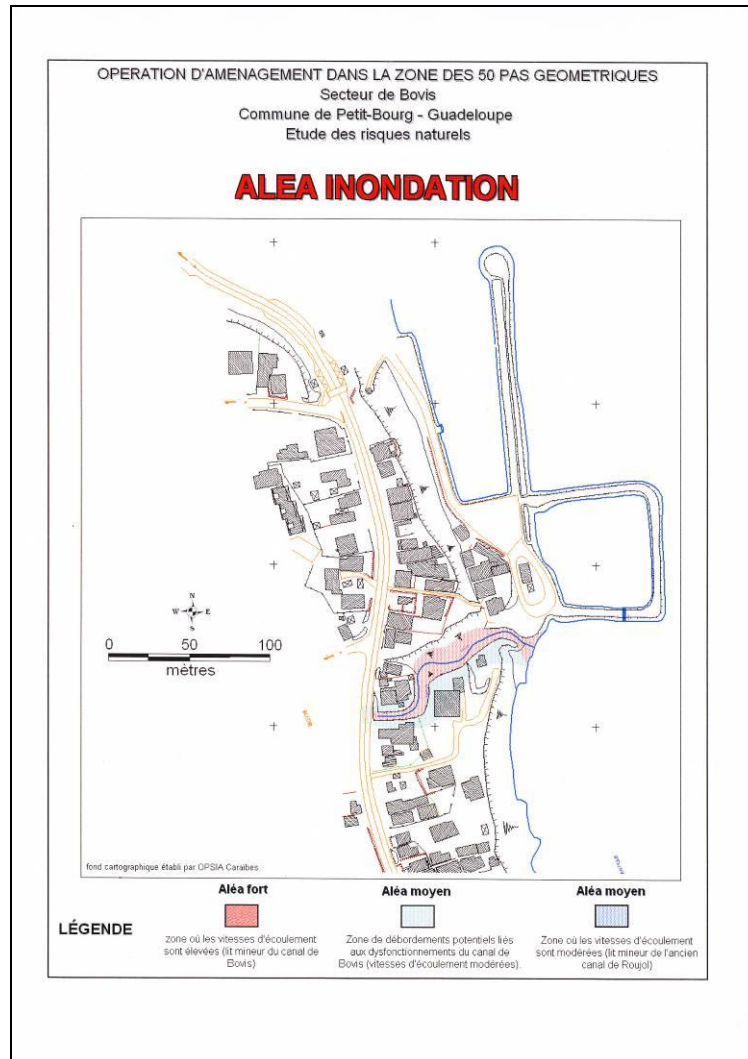 OPERATION D'AMENAGEMENT DANS LA ZONE DES 50 PAS GEOMETRIQUES
Secteur de Bovis
Commune de Petit-Bourg - Guadeloupe
Etude des risques naturels
ALEA INONDATION
N
W E
S
0 50 100
mètres
fond cartographique établi par OPSIA Caraïbes
LÉGENDE
Aléa fort
zone où les vitesses d'écoulement
sont élevées (lit mineur du canal de
Bovis)
Aléa moyen
Zone de débordements potentiels liés
aux dysfonctionnements du canal de
Bovis (vitesses d'écoulement modérées).
Aléa moyen
Zone où les vitesses d'écoulement
sont modérées (lit mineur de l'ancien
canal de Roujol)